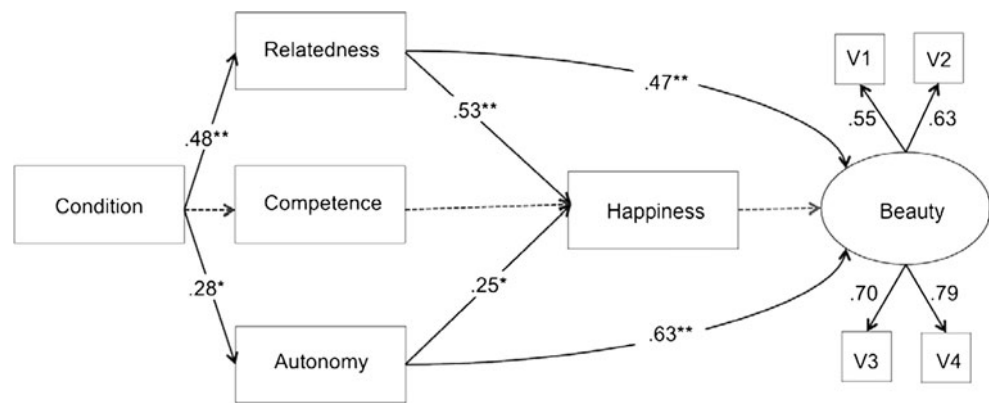 Relatedness
V1
V2
.47**
.53**
.55
.63
.48**
Condition
Competence
Happiness
Beauty
.28*
.25*
.70
.79
.63**
Autonomy
V3
V4